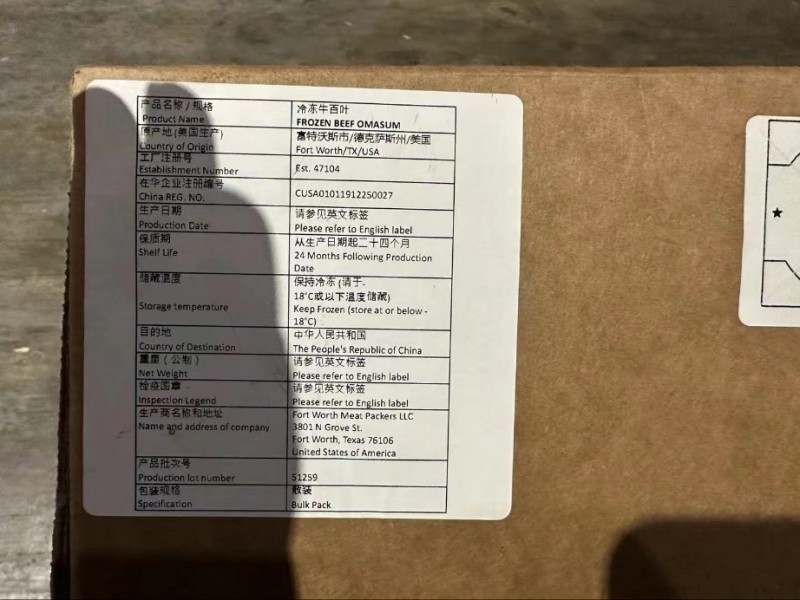 产品名称 / 规格
Product Name
冷冻牛百叶
FROZEN BEEF OMASUM
原产地 (美国生产)
Country of Origin
富特沃斯市/德克萨斯州/美国
Fort Worth/TX/USA
工厂注册号
Establishment Number
Est. 47104
在华企业注册编号
China REG. NO.
CUSA01011912250027
生产日期
Production Date
请参见英文标签
Please refer to English label
保质期
Shelf Life
从生产日期起二十四个月
24 Months Following Production
Date
储藏温度
Storage temperature
保持冷冻 (请于-
18°C或以下温度储藏)
Keep Frozen (store at or below -
18°C)
目的地
Country of Destination
中华人民共和国
The People's Republic of China
重量 (公制)
Net Weight
请参见英文标签
Please refer to English label
检疫图章 -
Inspection Legend
请参见英文标签
Please refer to English label
生产商名称和地址
Name and address of company
Fort Worth Meat Packers LLC
3801 N Grove St.
Fort Worth, Texas 76106
United States of America
产品批次号
Production lot number
51259
包装规格
Specification
散装
Bulk Pack